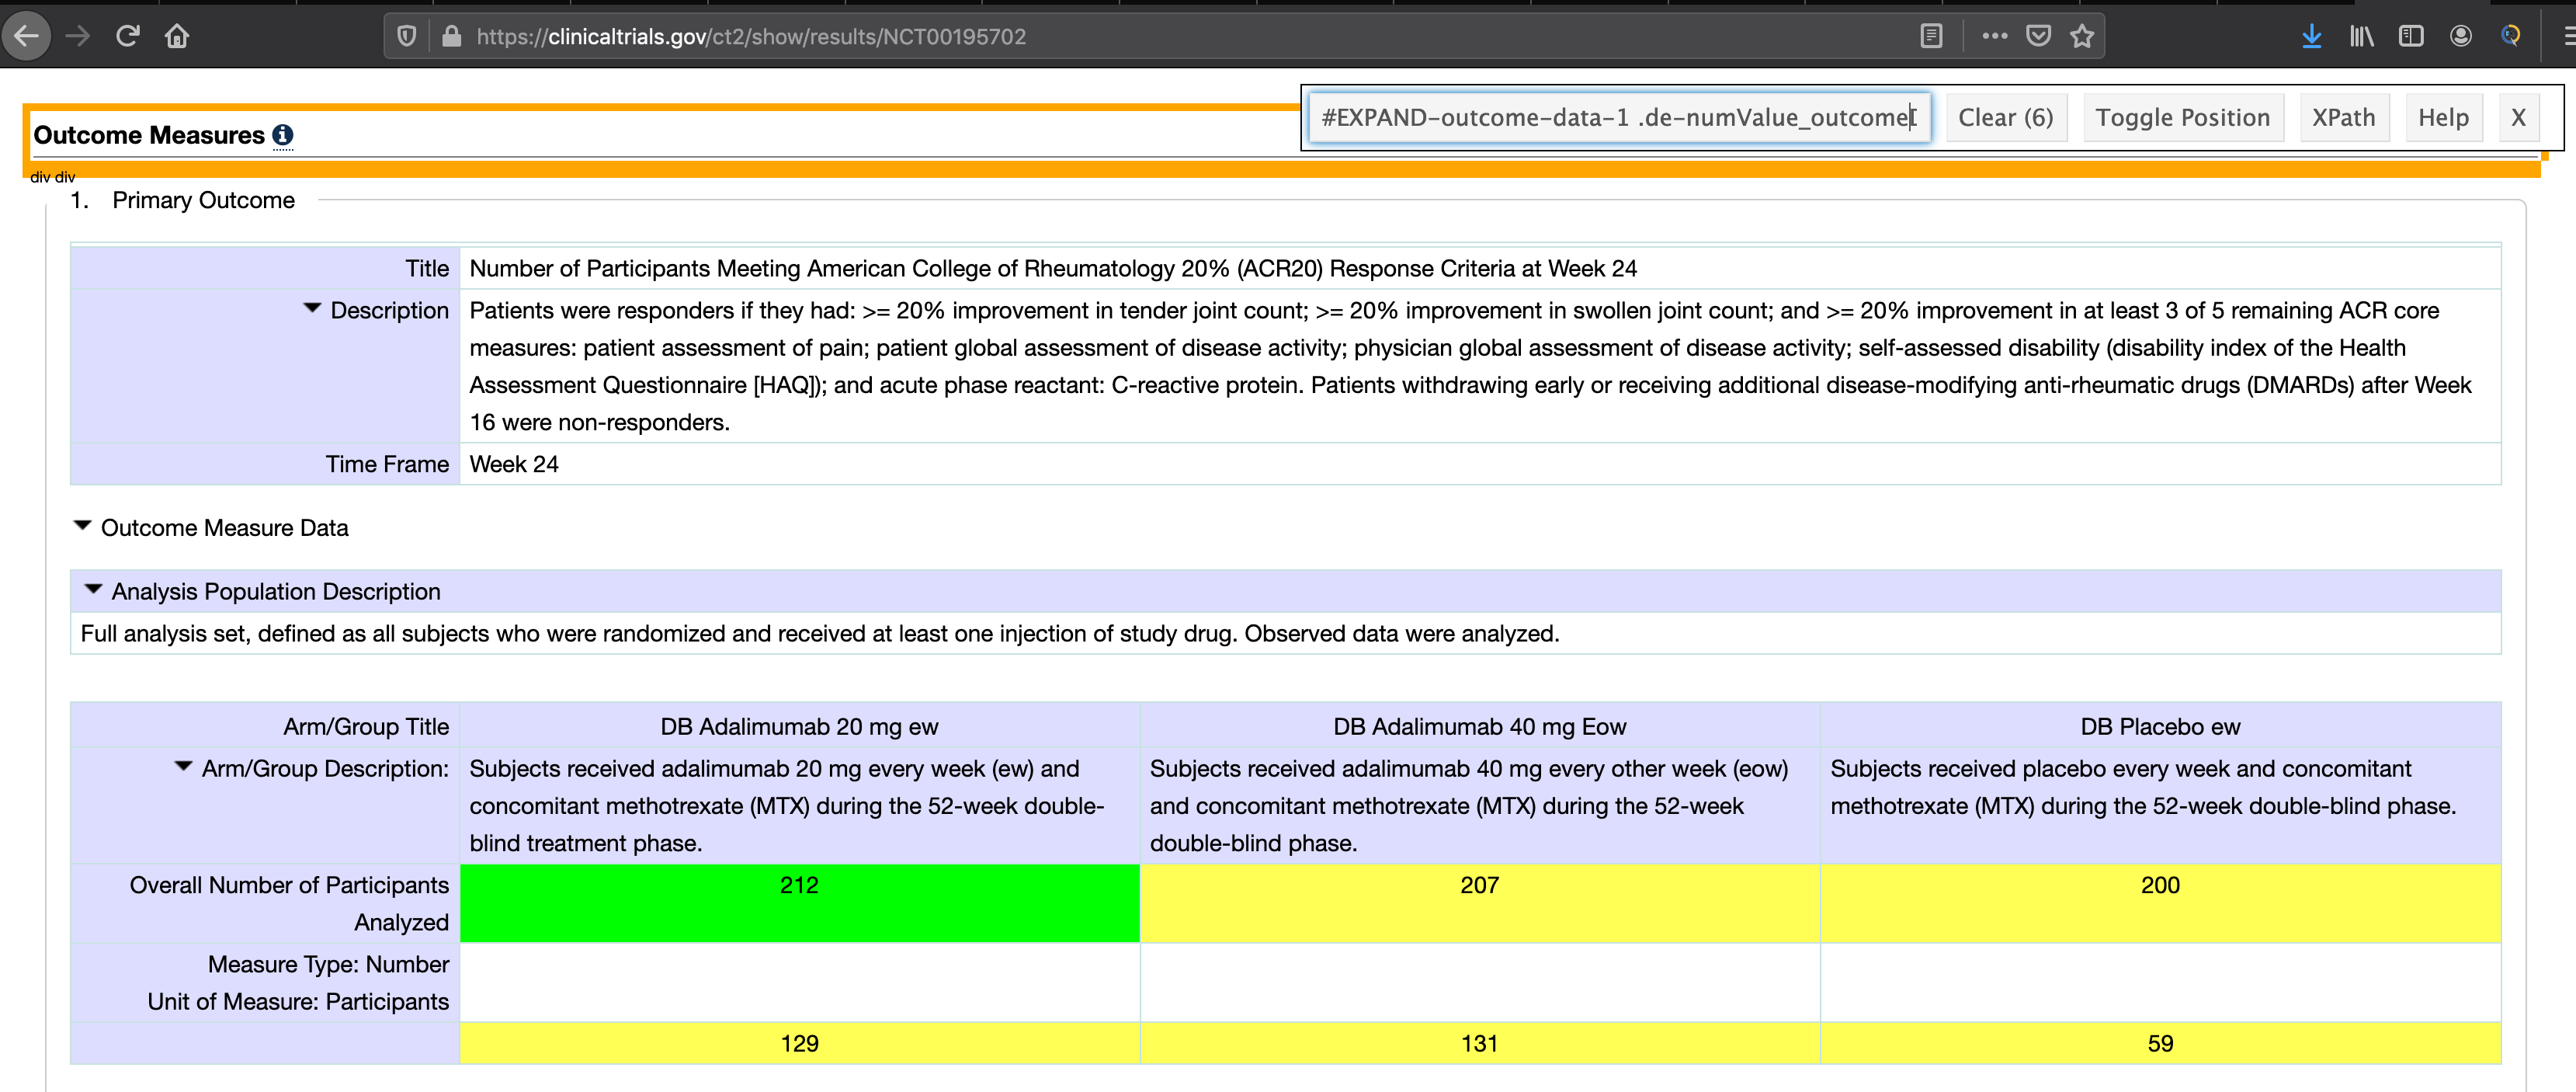 https://clinicaltrials.gov/ct2/show/results/NCT00195702
#EXPAND-outcome-data-1 .de-numValue_outcome
Clear (6)
Toggle Position
XPath
Help
X
Outcome Measures
div div
1. Primary Outcome
Title
Number of Participants Meeting American College of Rheumatology 20% (ACR20) Response Criteria at Week 24
Description
Patients were responders if they had: >= 20% improvement in tender joint count; >= 20% improvement in swollen joint count; and >= 20% improvement in at least 3 of 5 remaining ACR core
measures: patient assessment of pain; patient global assessment of disease activity; physician global assessment of disease activity; self-assessed disability (disability index of the Health
Assessment Questionnaire [HAQ]); and acute phase reactant: C-reactive protein. Patients withdrawing early or receiving additional disease-modifying anti-rheumatic drugs (DMARDs) after Week
16 were non-responders.
Time Frame
Week 24
Outcome Measure Data
Analysis Population Description
Full analysis set, defined as all subjects who were randomized and received at least one injection of study drug. Observed data were analyzed.
Arm/Group Title
DB Adalimumab 20 mg ew
DB Adalimumab 40 mg Eow
DB Placebo ew
Arm/Group Description:
Subjects received adalimumab 20 mg every week (ew) and
concomitant methotrexate (MTX) during the 52-week double-
blind treatment phase.
Subjects received adalimumab 40 mg every other week (eow)
and concomitant methotrexate (MTX) during the 52-week
double-blind phase.
Subjects received placebo every week and concomitant
methotrexate (MTX) during the 52-week double-blind phase.
Overall Number of Participants
Analyzed
212
207
200
Measure Type: Number
Unit of Measure: Participants
129
131
59